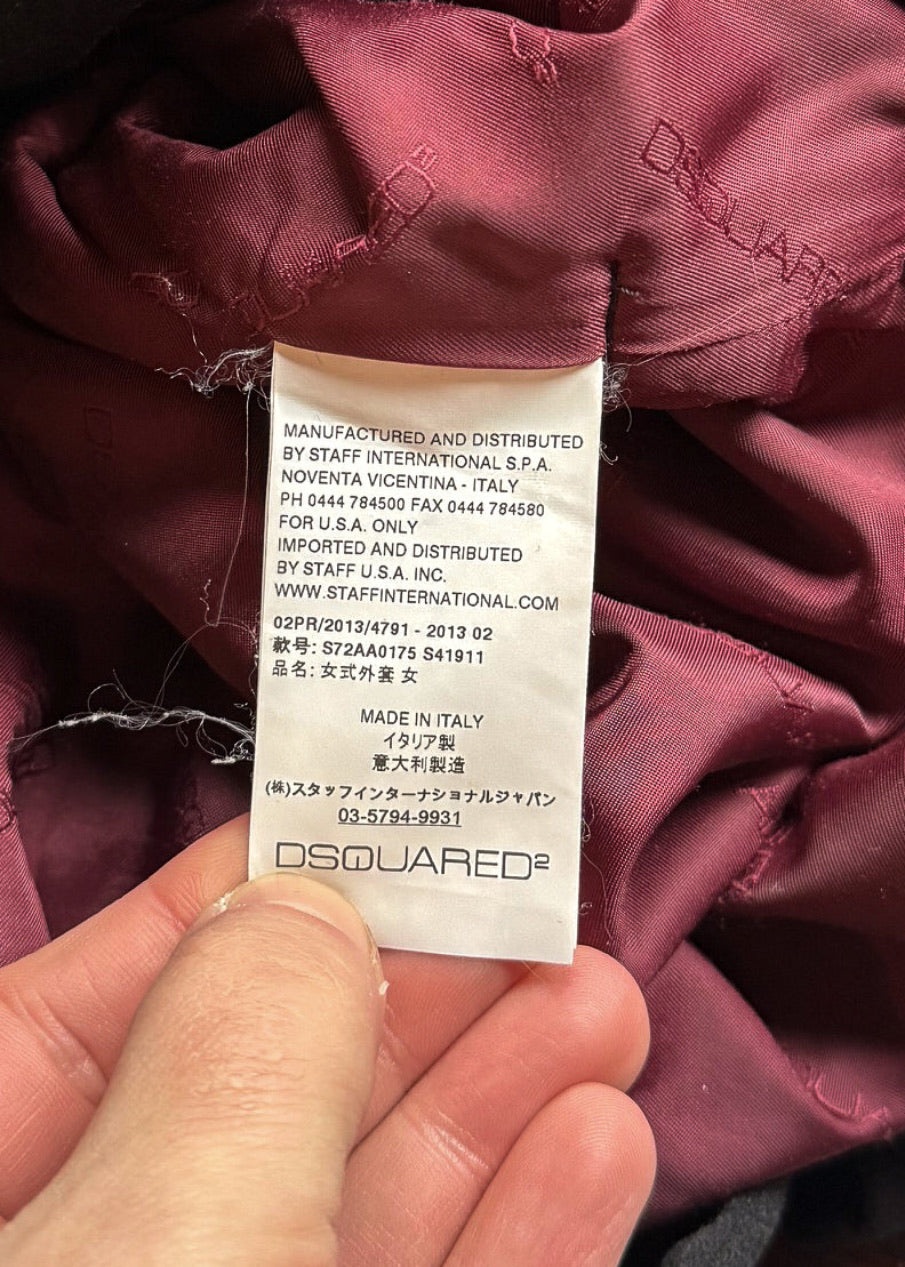 DSQUAR
MANUFACTURED AND DISTRIBUTED
BY STAFF INTERNATIONAL S.P.A.
NOVENTA VICENTINA - ITALY
PH 0444 784500 FAX 0444 784580
FOR U.S.A. ONLY
IMPORTED AND DISTRIBUTED
BY STAFF U.S.A. INC.
WWW.STAFFINTERNATIONAL.COM
02PR/2013/4791 - 2013 02
款号: S72AA0175 S41911
品名: 女式外套 女
MADE IN ITALY
イタリア製
意大利製造
(株)スタッフインターナショナルジャパン
03-5794-9931
DSQUARED²